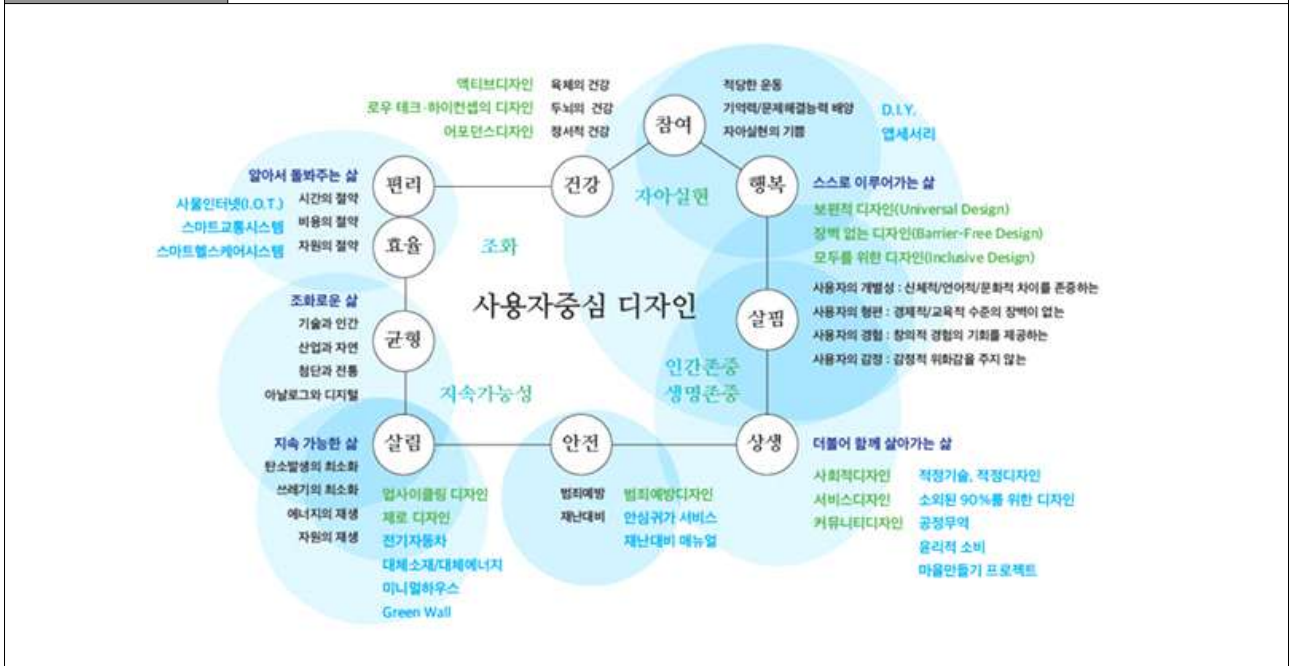 액티브디자인 육체의 건강
로우 테크·하이컨셉의 디자인 두뇌의 건강
어포던스디자인 정서적 건강
참여
적당한 운동
기억력/문제해결능력 배양
자아실현의 기쁨
D.I.Y.
앱세서리
알아서 돌봐주는 삶
사물인터넷(I.O.T.) 시간의 절약
스마트교통시스템 비용의 절약
스마트헬스케어시스템 자원의 절약
편리
효율
건강
자아실현
행복
스스로 이루어가는 삶
보편적 디자인(Universal Design)
장벽 없는 디자인(Barrier-Free Design)
모두를 위한 디자인(Inclusive Design)
조화
사용자중심 디자인
살핌
사용자의 개별성 : 신체적/언어적/문화적 차이를 존중하는
사용자의 형편 : 경제적/교육적 수준의 장벽이 없는
사용자의 경험 : 창의적 경험의 기회를 제공하는
사용자의 감정 : 감정적 위화감을 주지 않는
조화로운 삶
기술과 인간
산업과 자연
첨단과 전통
아날로그와 디지털
균형
지속가능성
인간존중
생명존중
지속 가능한 삶
탄소발생의 최소화
쓰레기의 최소화
에너지의 재생
자원의 재생
살림
업사이클링 디자인
제로 디자인
전기자동차
대체소재/대체에너지
미니멀하우스
Green Wall
안전
범죄예방 범죄예방디자인
재난대비 안심귀가 서비스
재난대비 매뉴얼
상생
더불어 함께 살아가는 삶
사회적디자인 적정기술, 적정디자인
서비스디자인 소외된 90%를 위한 디자인
커뮤니티디자인 공정무역
윤리적 소비
마을만들기 프로젝트